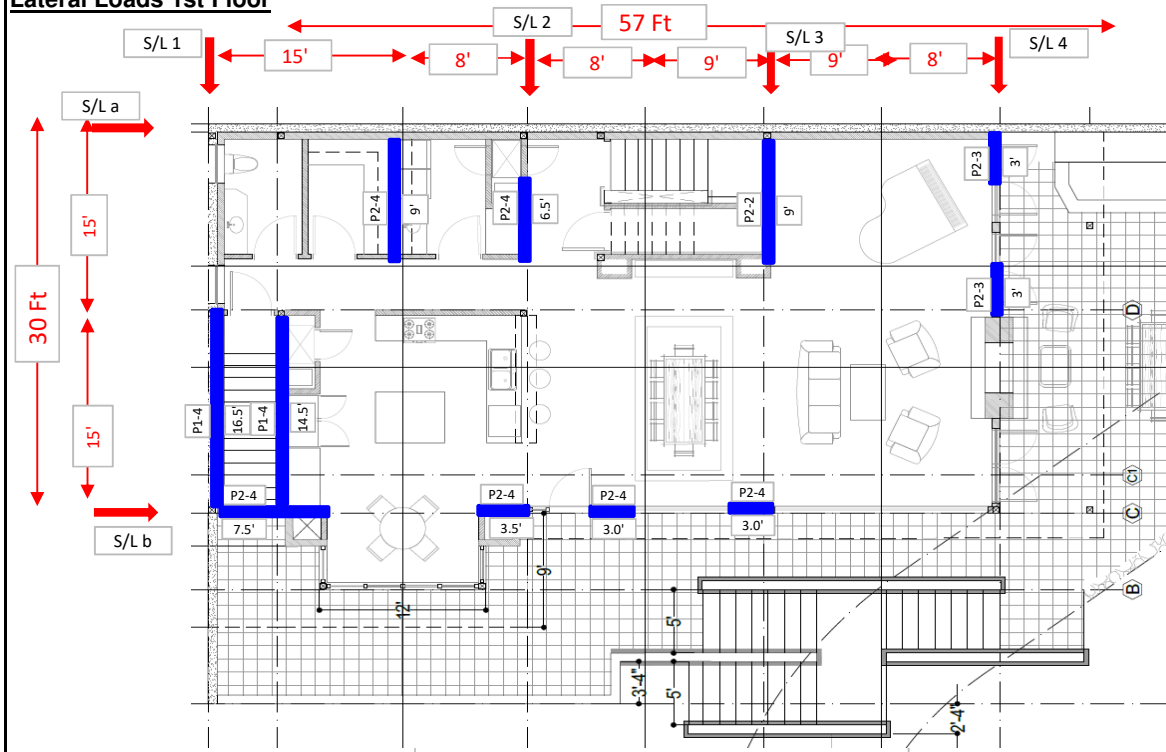 Lateral Loads 1st Floor
S/L 1
S/L 2
57 Ft
S/L 3
S/L 4
15'
8'
8'
9'
9'
8'
S/L a
30 Ft
15'
15'
P2-4
9'
P2-4
6.5'
P2-2
9'
P2-3
3'
P2-3
3'
D
P1-4
16.5'
P1-4
14.5'
P2-4
7.5'
P2-4
3.5'
P2-4
3.0'
P2-4
3.0'
C1
C
S/L b
9'
12'
B
5'
3'-4"
5'
2'-4"